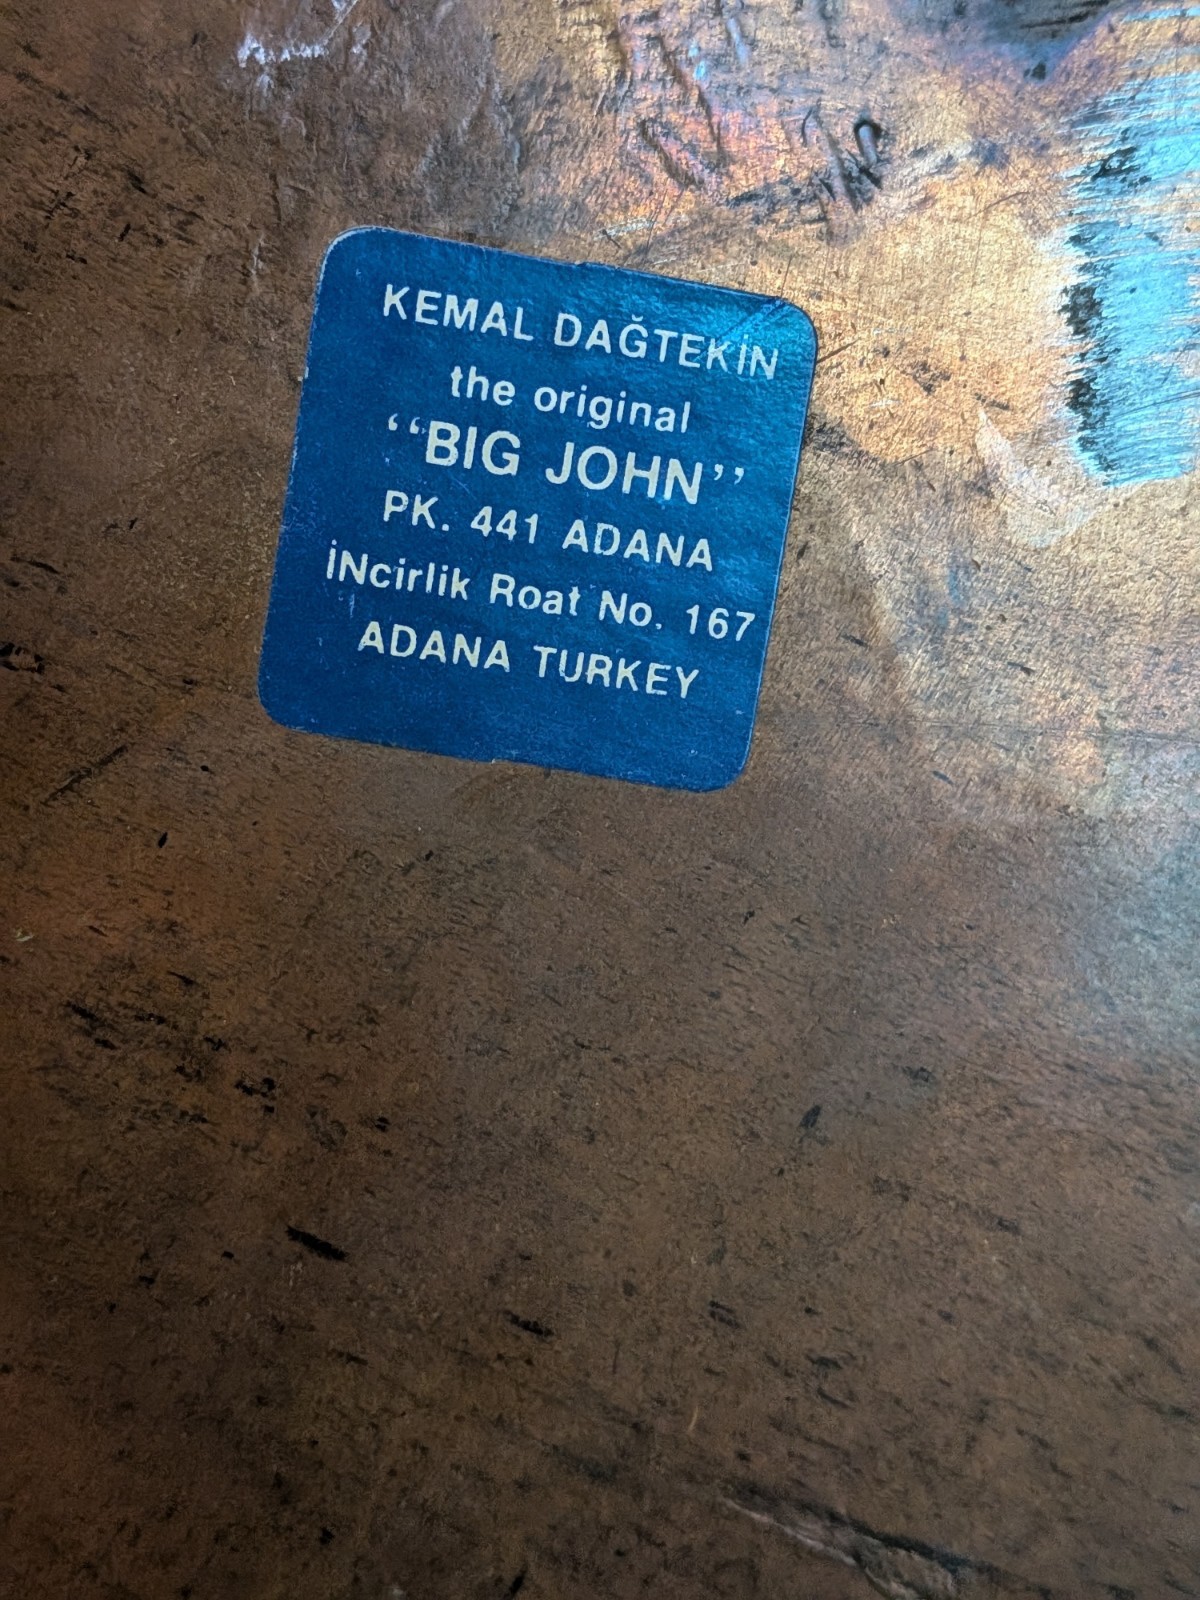 KEMAL DAĞTEKİN
the original
‘‘BIG JOHN’’
PK. 441 ADANA
İNcirlik Roat No. 167
ADANA TURKEY